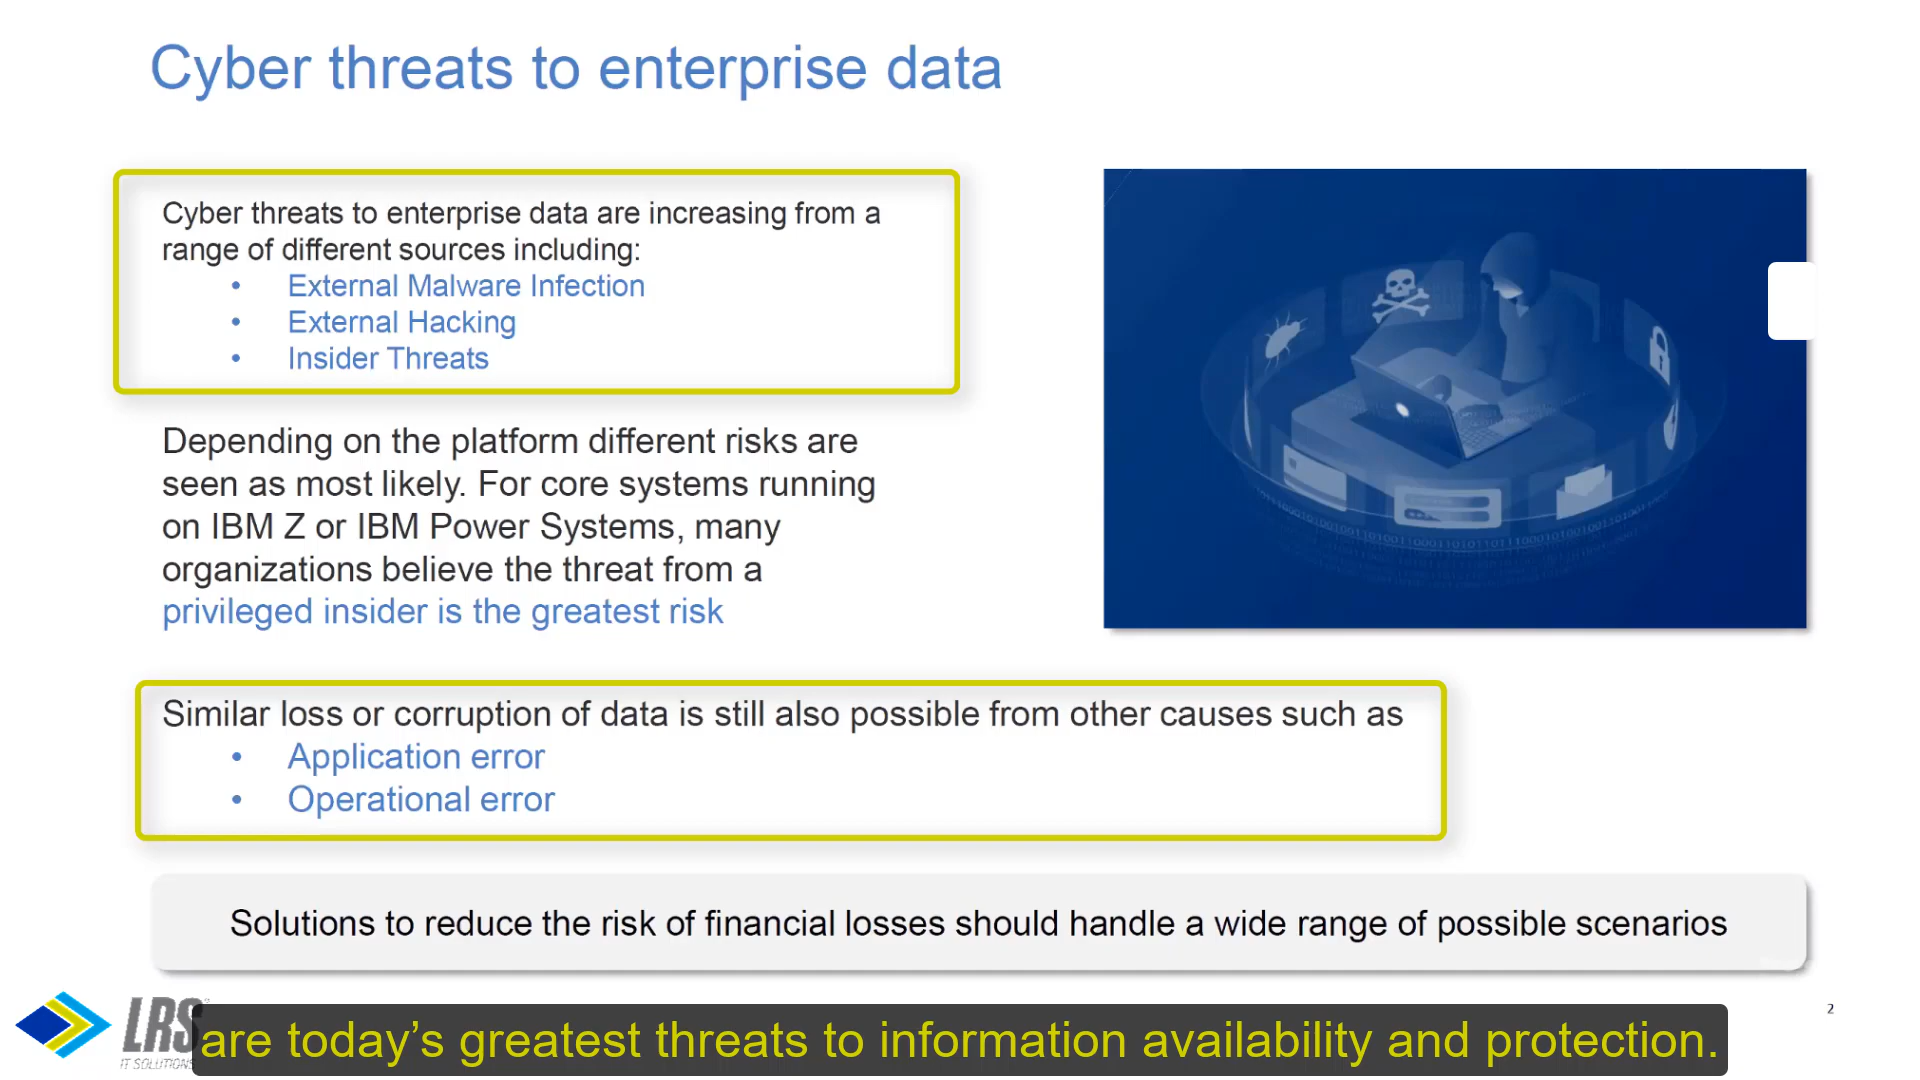 Cyber threats to enterprise data
Cyber threats to enterprise data are increasing from a
range of different sources including:
• External Malware Infection
• External Hacking
• Insider Threats
Depending on the platform different risks are
seen as most likely. For core systems running
on IBM Z or IBM Power Systems, many
organizations believe the threat from a
privileged insider is the greatest risk
Similar loss or corruption of data is still also possible from other causes such as
• Application error
• Operational error
Solutions to reduce the risk of financial losses should handle a wide range of possible scenarios
LRS
IT SOLUTIONS
2
are today’s greatest threats to information availability and protection.